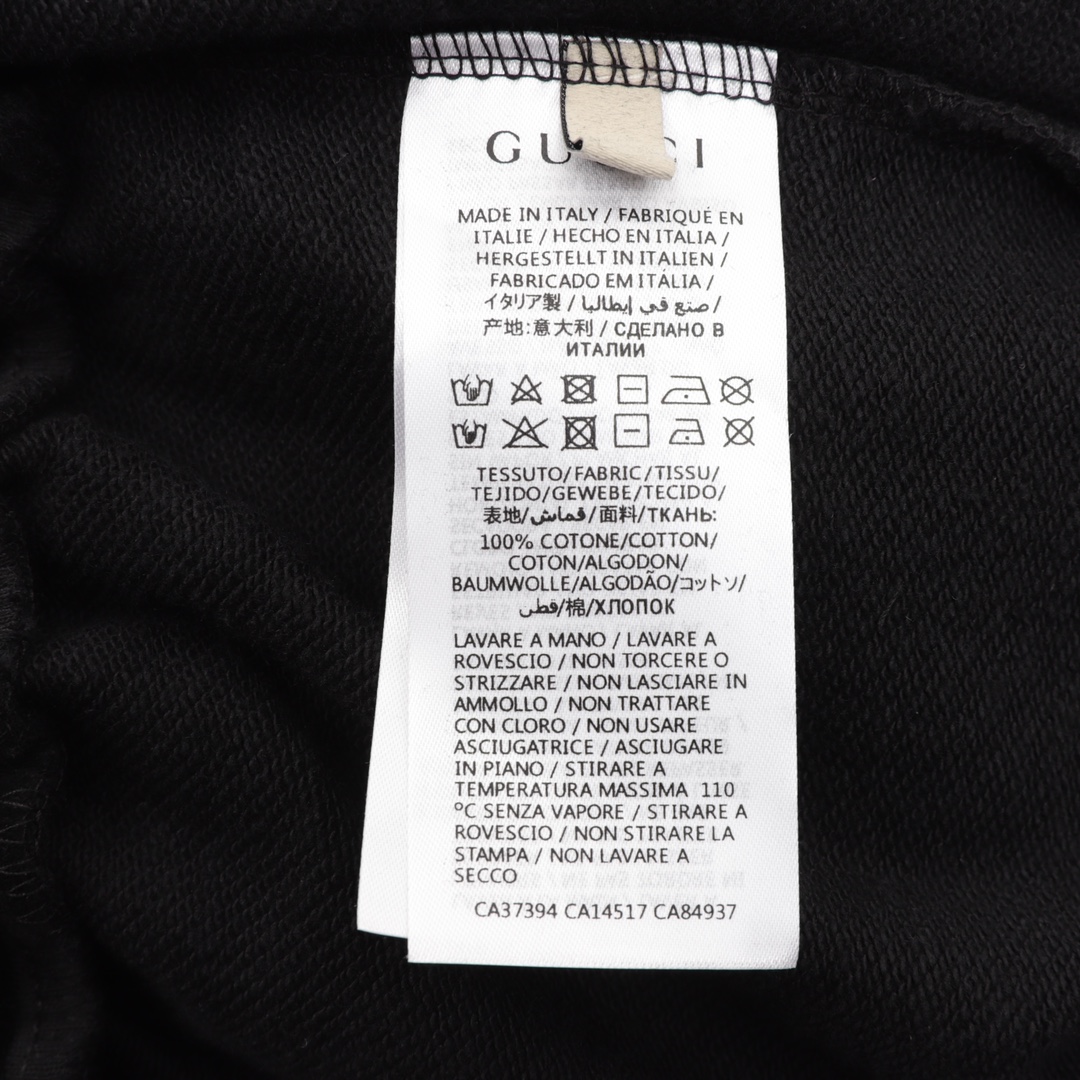 GUCCI
MADE IN ITALY / FABRIQUÉ EN
ITALIE / HECHO EN ITALIA /
HERGESTELLT IN ITALIEN /
FABRICADO EM ITÁLIA /
イタリア製 / صنع في إيطاليا /
产地:意大利 / СДЕЛАНО В
ИТАЛИИ
TESSUTO/FABRIC/TISSU/
TEJIDO/GEWEBE/TECIDO/
表地/قماش/面料/ТКАНЬ:
100% COTONE/COTTON/
COTON/ALGODON/
BAUMWOLLE/ALGODÃO/コットン/
قطن/棉/ХЛОПОК
LAVARE A MANO / LAVARE A
ROVESCIO / NON TORCERE O
STRIZZARE / NON LASCIARE IN
AMMOLLO / NON TRATTARE
CON CLORO / NON USARE
ASCIUGATRICE / ASCIUGARE
IN PIANO / STIRARE A
TEMPERATURA MASSIMA 110
°C SENZA VAPORE / STIRARE A
ROVESCIO / NON STIRARE LA
STAMPA / NON LAVARE A
SECCO
CA37394 CA14517 CA84937